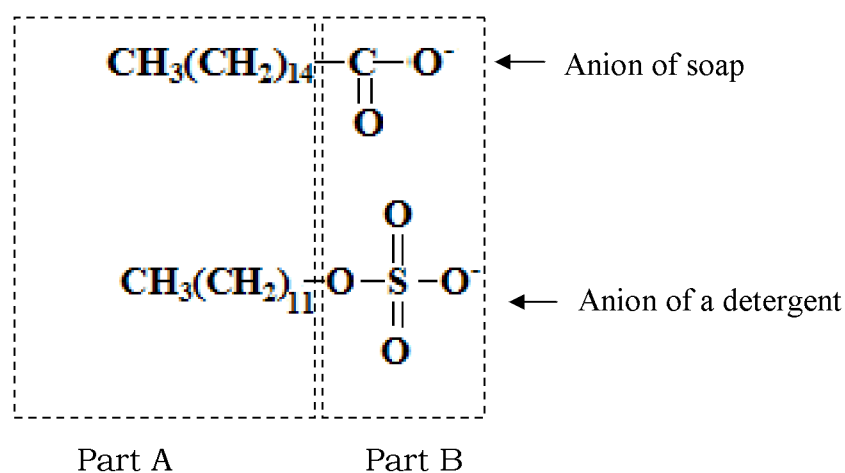 CH₃(CH₂)₁₄—C—O⁻ Anion of soap
O
O
CH₃(CH₂)₁₁—O—S—O⁻ Anion of a detergent
O
Part A Part B